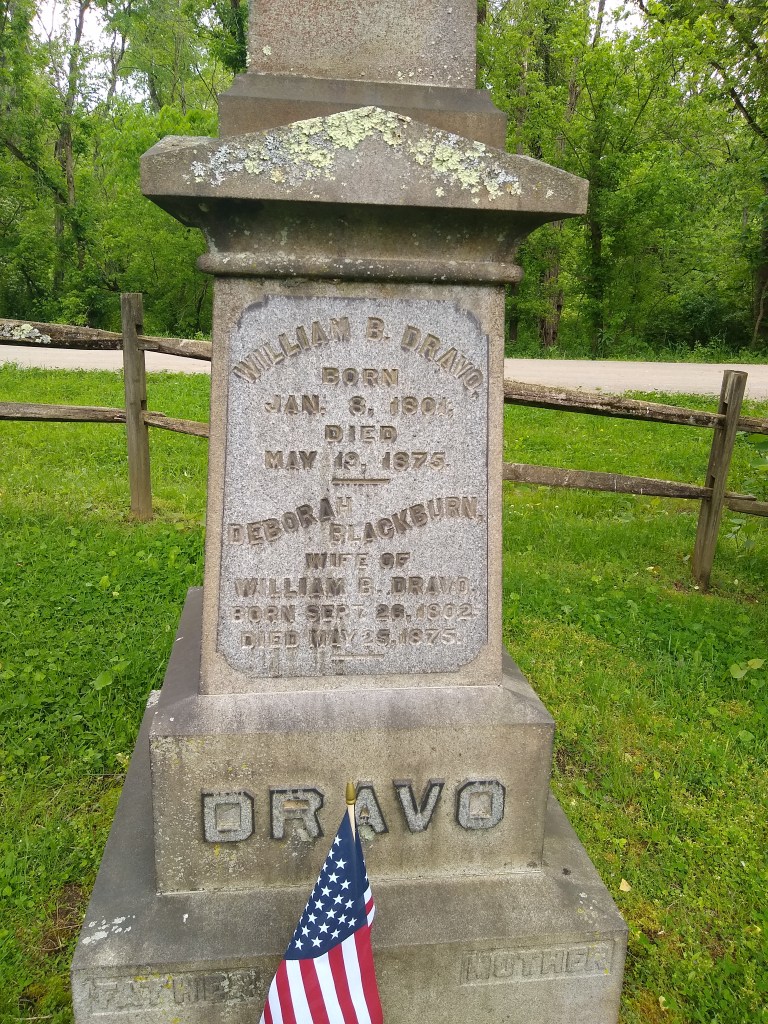 WILLIAM B. DRAVO.
BORN
JAN. 8, 1801.
DIED
MAY 19, 1875.
DEBORAH BLACKBURN,
WIFE OF
WILLIAM B. DRAVO.
BORN SEPT. 26, 1802.
DIED MAY 25, 1875.
DRAVO
FATHER MOTHER